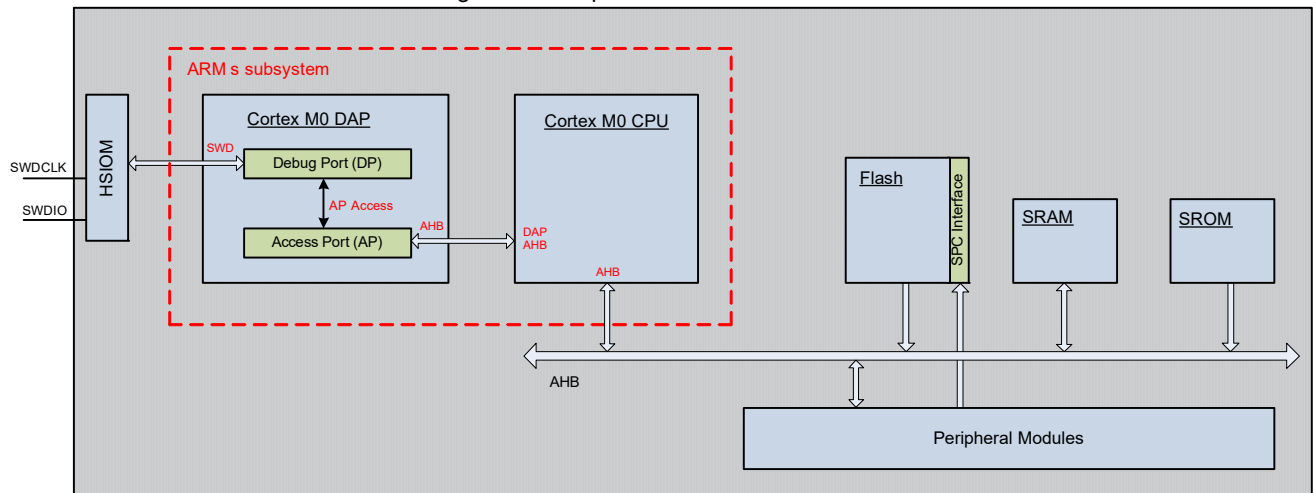 ARM s subsystem
Cortex M0 DAP
Cortex M0 CPU
SWD
Debug Port (DP)
SWDCLK
HSIOM
SWDIO
AP Access
Access Port (AP)
AHB
DAP
AHB
AHB
Flash
SPC Interface
SRAM
SROM
AHB
Peripheral Modules